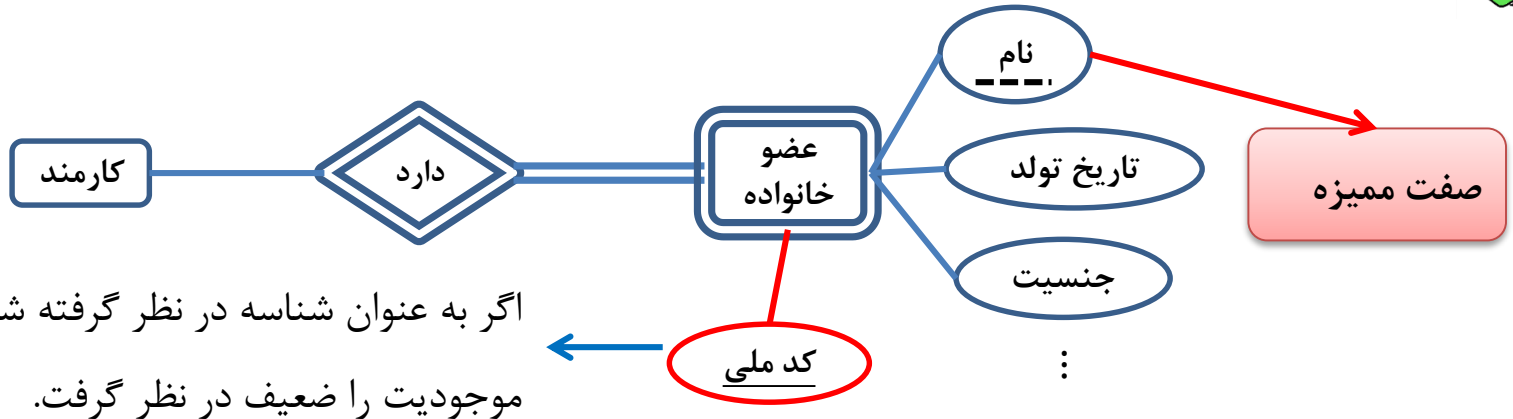 نام
تاریخ تولد
جنسیت
⋮
صفت ممیزه
عضو
خانواده
دارد
کارمند
کد ملی
اگر به عنوان شناسه در نظر گرفته
موجودیت را ضعیف در نظر گرفت.